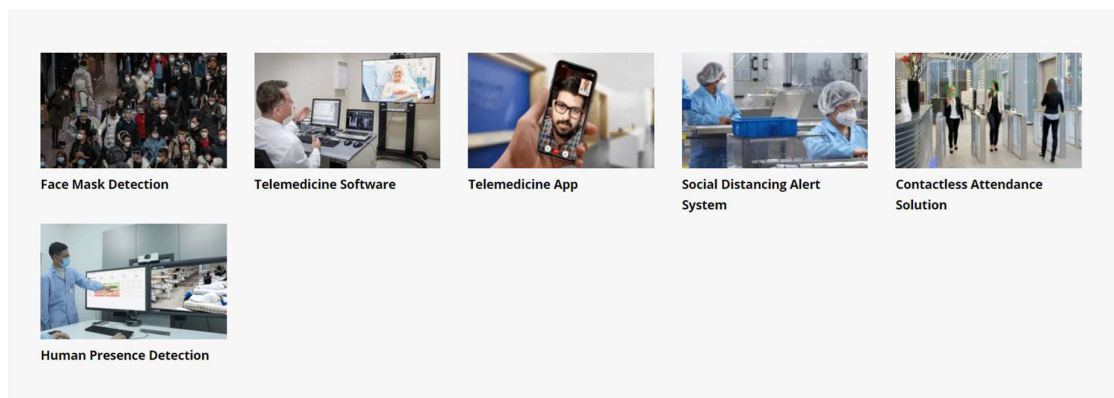 Face Mask Detection
Telemedicine Software
Telemedicine App
Social Distancing Alert
System
Contactless Attendance
Solution
Human Presence Detection